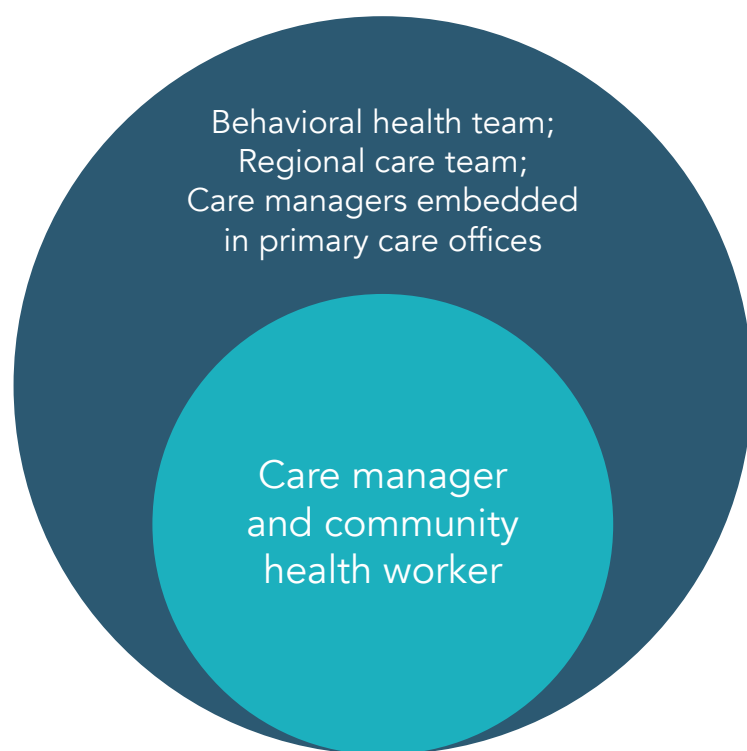 Behavioral health team;
Regional care team;
Care managers embedded
in primary care offices
Care manager
and community
health worker